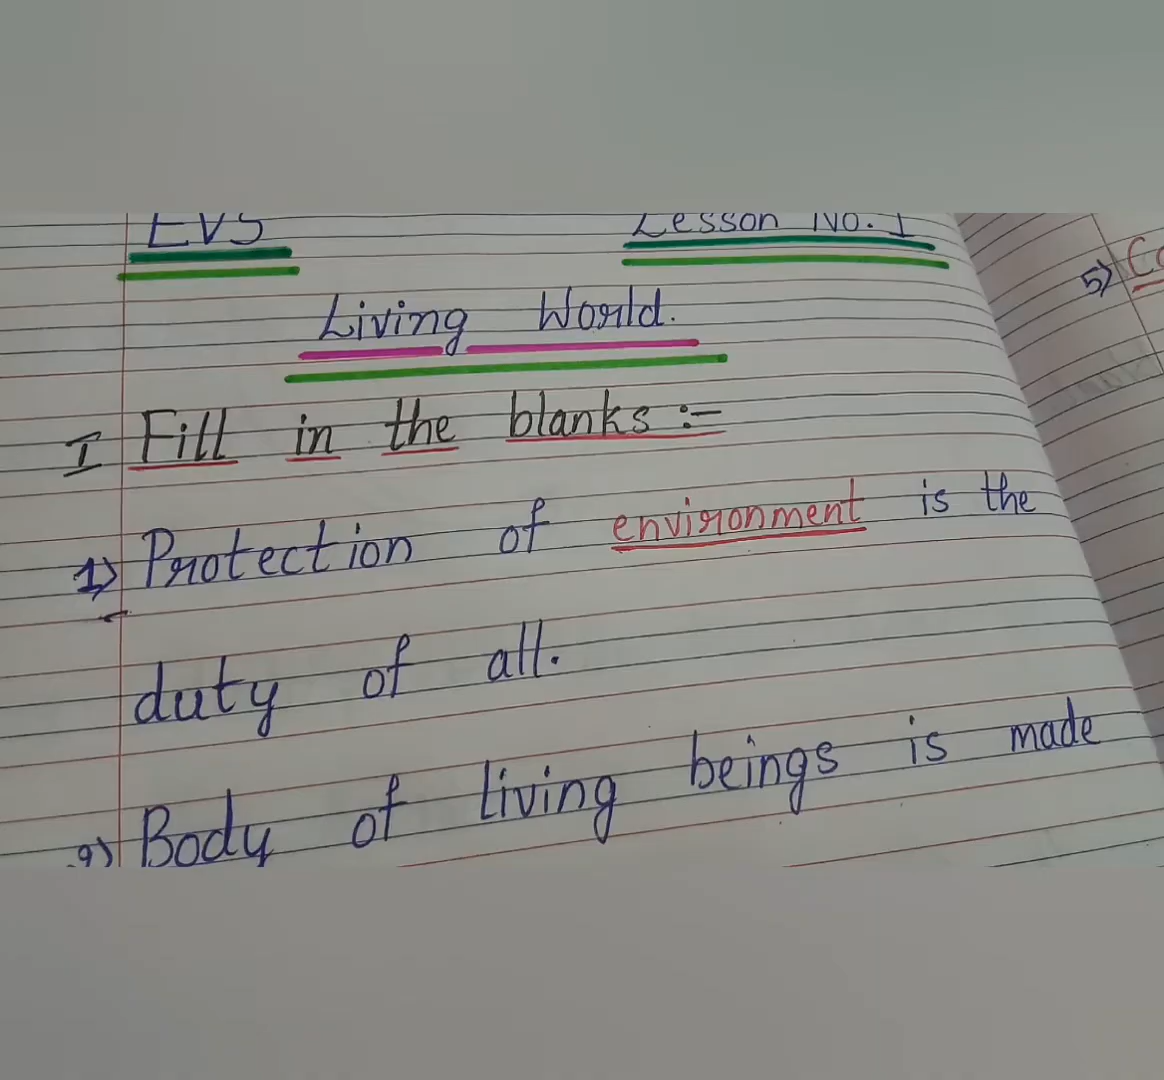 EVS Lesson No. 1
Living World.
I Fill in the blanks :-
1) Protection of environment is the
duty of all.
2) Body of living beings is made
5)